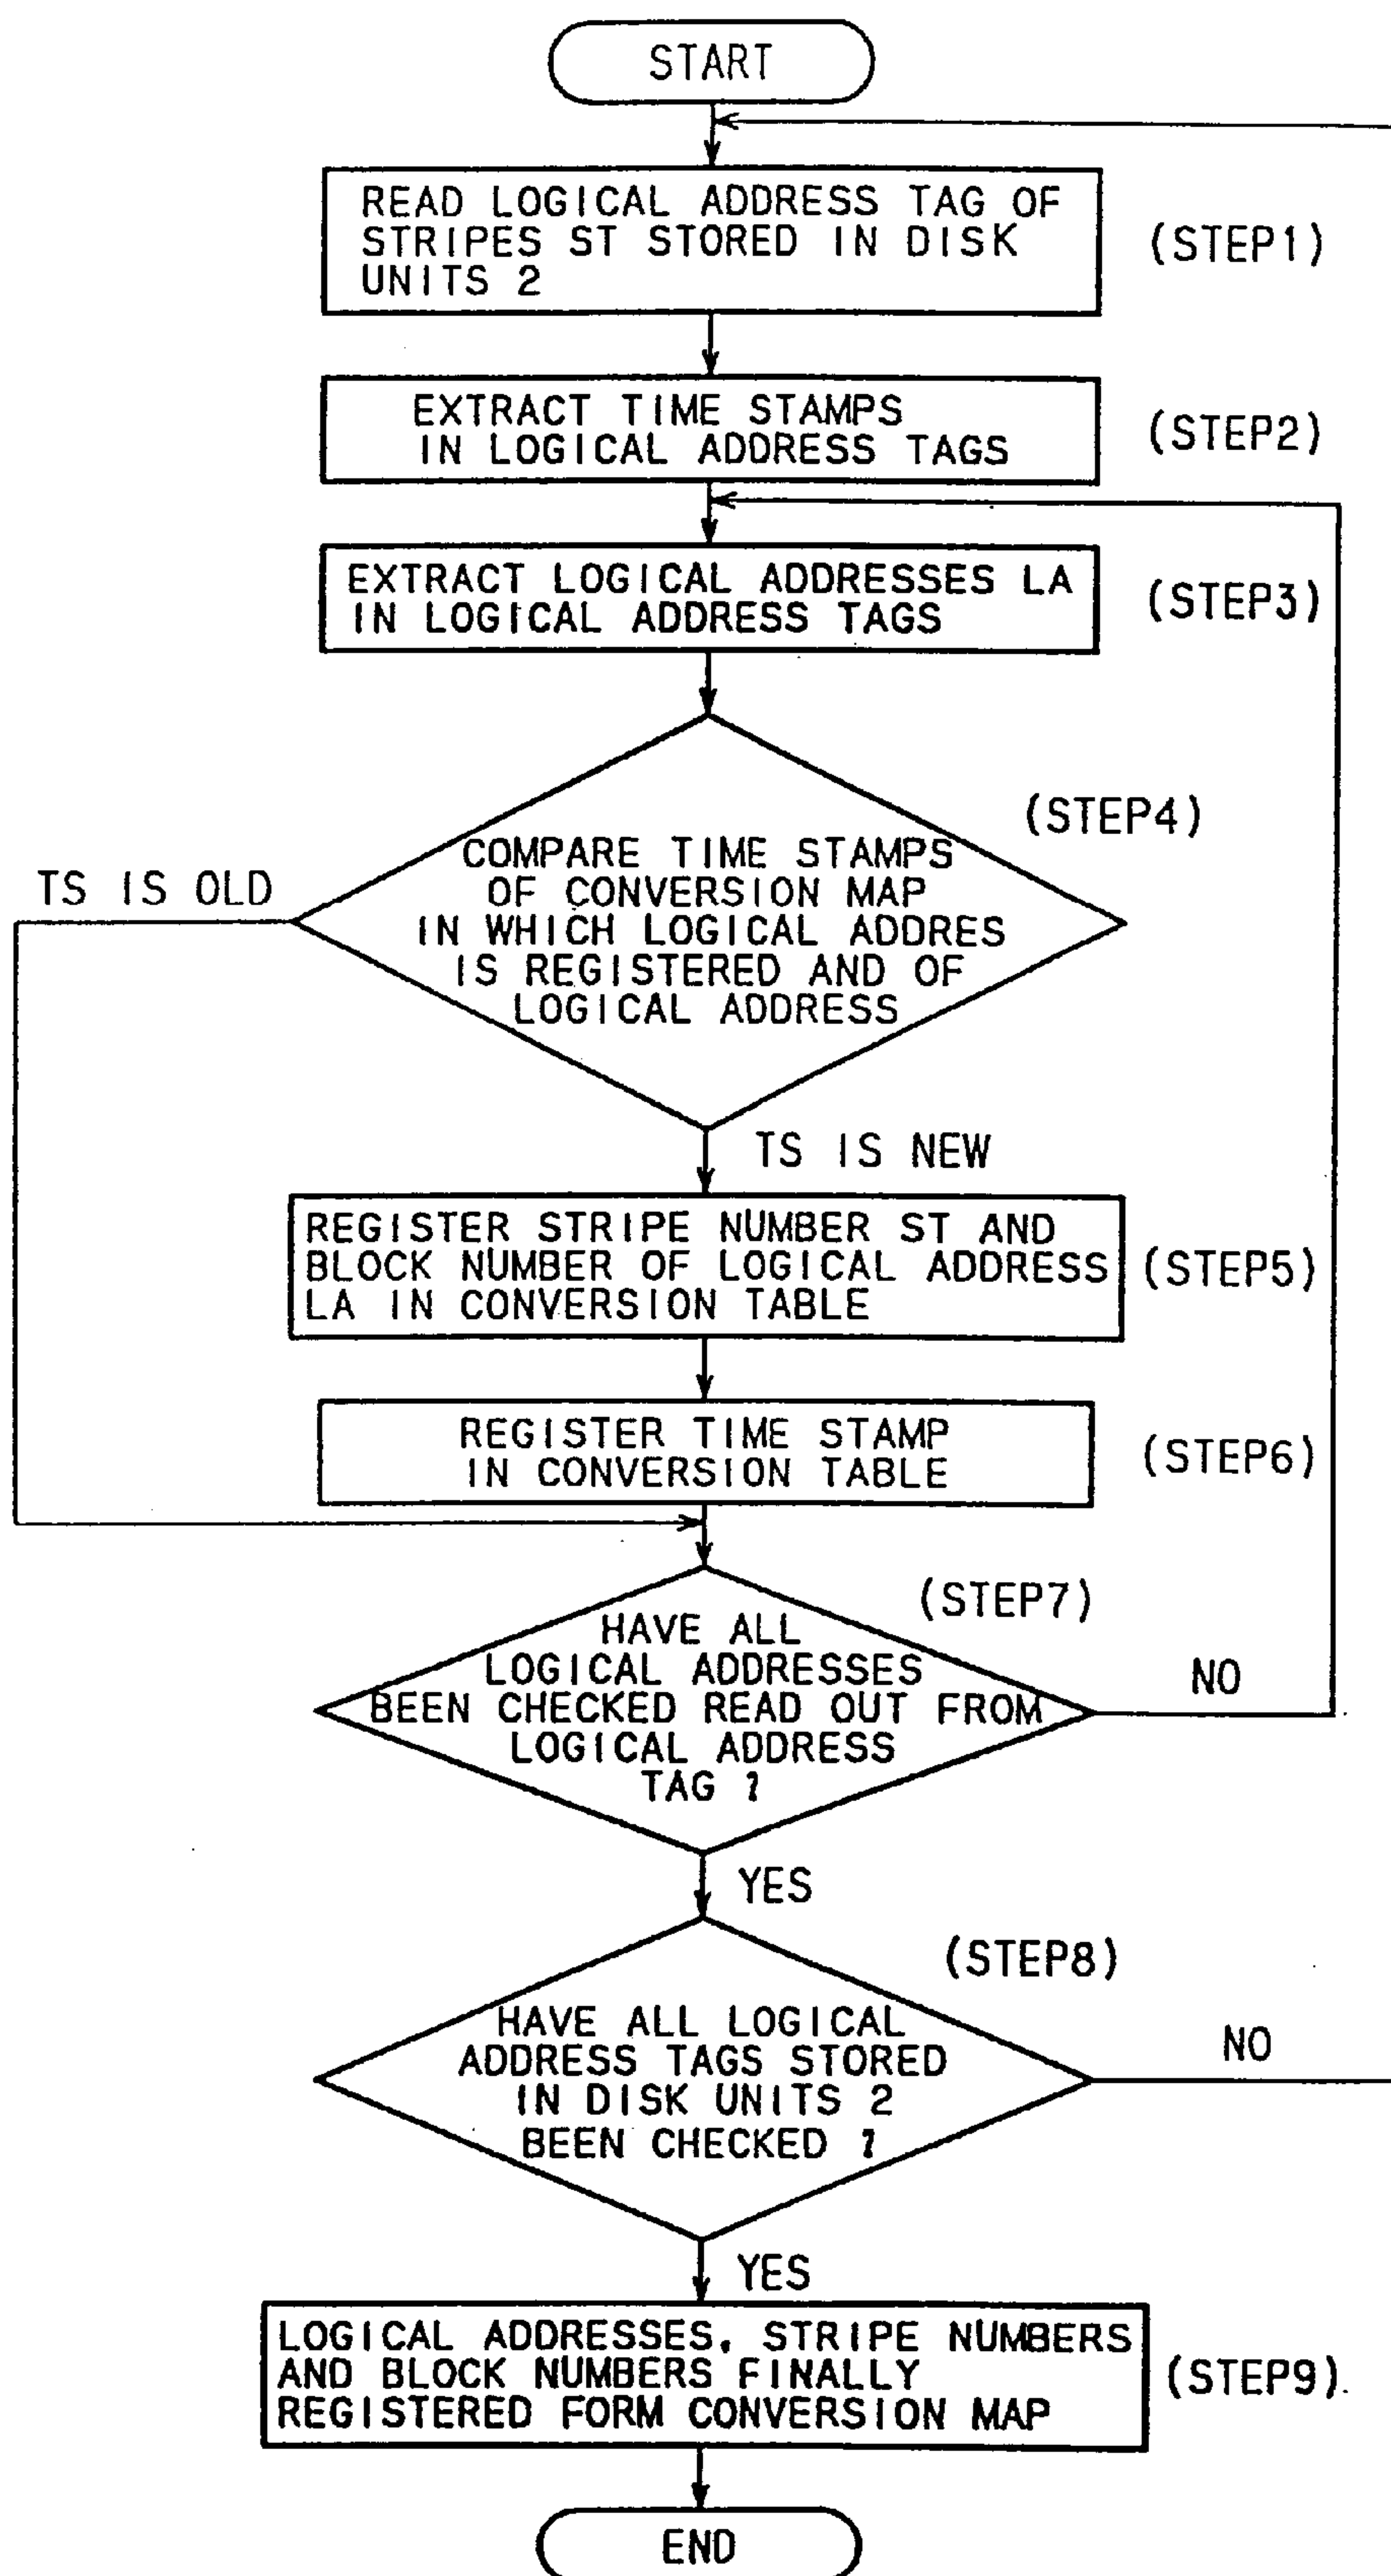 START
READ LOGICAL ADDRESS TAG OF
STRIPES ST STORED IN DISK
UNITS 2
(STEP1)
EXTRACT TIME STAMPS
IN LOGICAL ADDRESS TAGS
(STEP2)
EXTRACT LOGICAL ADDRESSES LA
IN LOGICAL ADDRESS TAGS
(STEP3)
(STEP4)
COMPARE TIME STAMPS
OF CONVERSION MAP
IN WHICH LOGICAL ADDRES
IS REGISTERED AND OF
LOGICAL ADDRESS
TS IS OLD
TS IS NEW
REGISTER STRIPE NUMBER ST AND
BLOCK NUMBER OF LOGICAL ADDRESS
LA IN CONVERSION TABLE
(STEP5)
REGISTER TIME STAMP
IN CONVERSION TABLE
(STEP6)
(STEP7)
HAVE ALL
LOGICAL ADDRESSES
BEEN CHECKED READ OUT FROM
LOGICAL ADDRESS
TAG ?
NO
YES
(STEP8)
HAVE ALL LOGICAL
ADDRESS TAGS STORED
IN DISK UNITS 2
BEEN CHECKED ?
NO
YES
LOGICAL ADDRESSES, STRIPE NUMBERS
AND BLOCK NUMBERS FINALLY
REGISTERED FORM CONVERSION MAP
(STEP9)
END